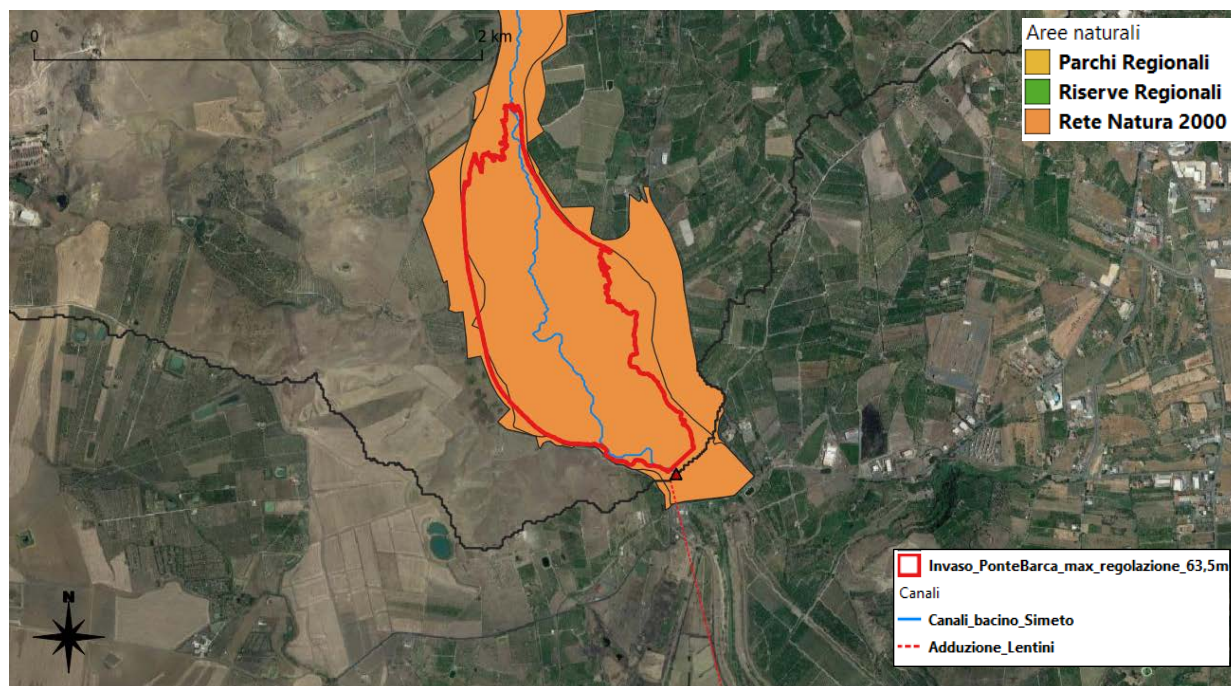 0
2 km
Aree naturali
Parchi Regionali
Riserve Regionali
Rete Natura 2000
Invaso_PonteBarca_max_regolazione_63,5m
Canali
Canali_bacino_Simeto
Adduzione_Lentini
N